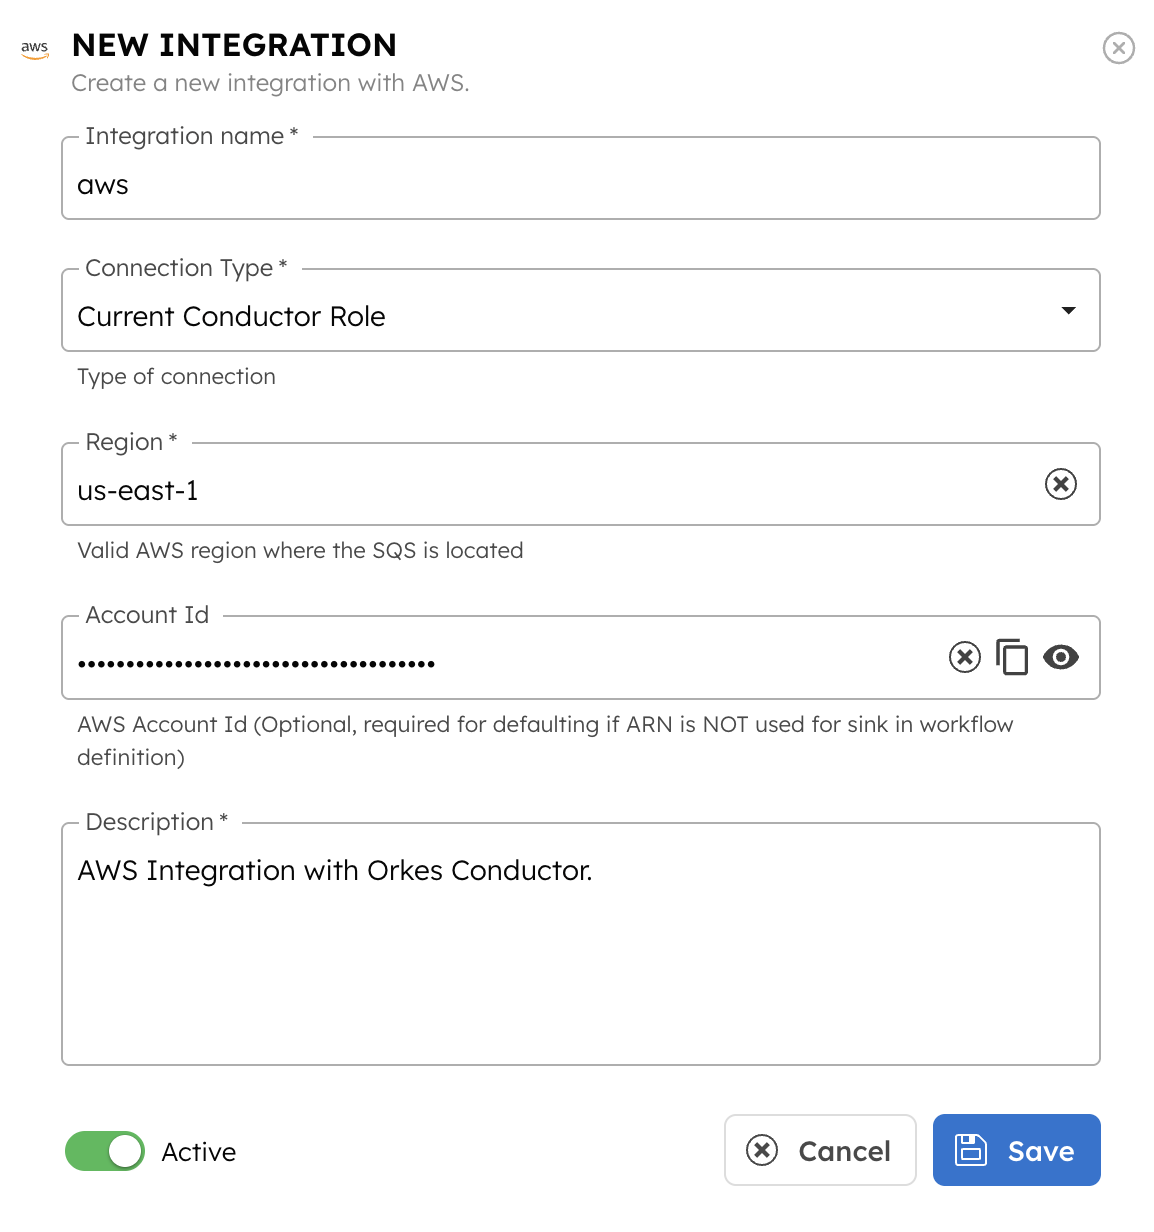 aws
NEW INTEGRATION
Create a new integration with AWS.
Integration name *
aws
Connection Type *
Current Conductor Role
Type of connection
Region *
us-east-1
Valid AWS region where the SQS is located
Account Id
•••••••••••••••••••••••••••••••••••••
AWS Account Id (Optional, required for defaulting if ARN is NOT used for sink in workflow
definition)
Description *
AWS Integration with Orkes Conductor.
Active
Cancel
Save